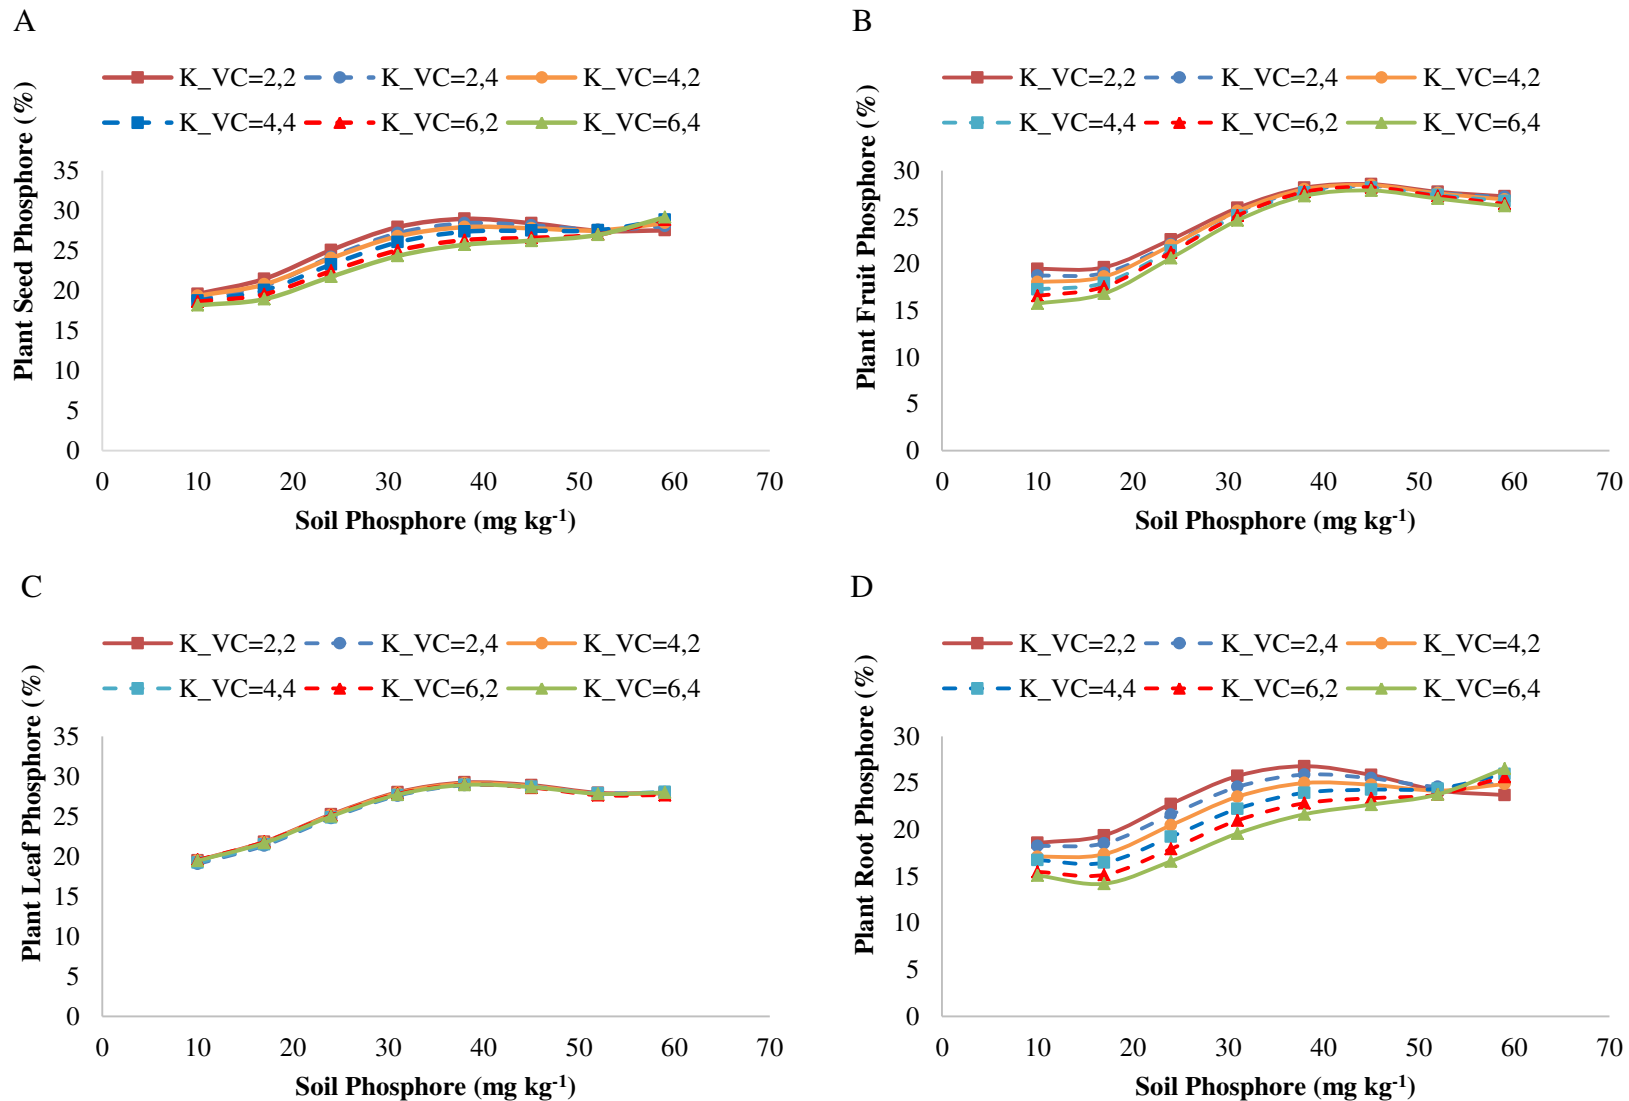 A
K_VC=2,2 K_VC=2,4 K_VC=4,2
K_VC=4,4 K_VC=6,2 K_VC=6,4
Plant Seed Phosphore (%)
35
30
25
20
15
10
5
0
0 10 20 30 40 50 60 70
Soil Phosphore (mg kg-1)
B
K_VC=2,2 K_VC=2,4 K_VC=4,2
K_VC=4,4 K_VC=6,2 K_VC=6,4
Plant Fruit Phosphore (%)
30
25
20
15
10
5
0
0 10 20 30 40 50 60 70
Soil Phosphore (mg kg-1)
C
K_VC=2,2 K_VC=2,4 K_VC=4,2
K_VC=4,4 K_VC=6,2 K_VC=6,4
Plant Leaf Phosphore (%)
35
30
25
20
15
10
5
0
0 10 20 30 40 50 60 70
Soil Phosphore (mg kg-1)
D
K_VC=2,2 K_VC=2,4 K_VC=4,2
K_VC=4,4 K_VC=6,2 K_VC=6,4
Plant Root Phosphore (%)
30
25
20
15
10
5
0
0 10 20 30 40 50 60 70
Soil Phosphore (mg kg-1)